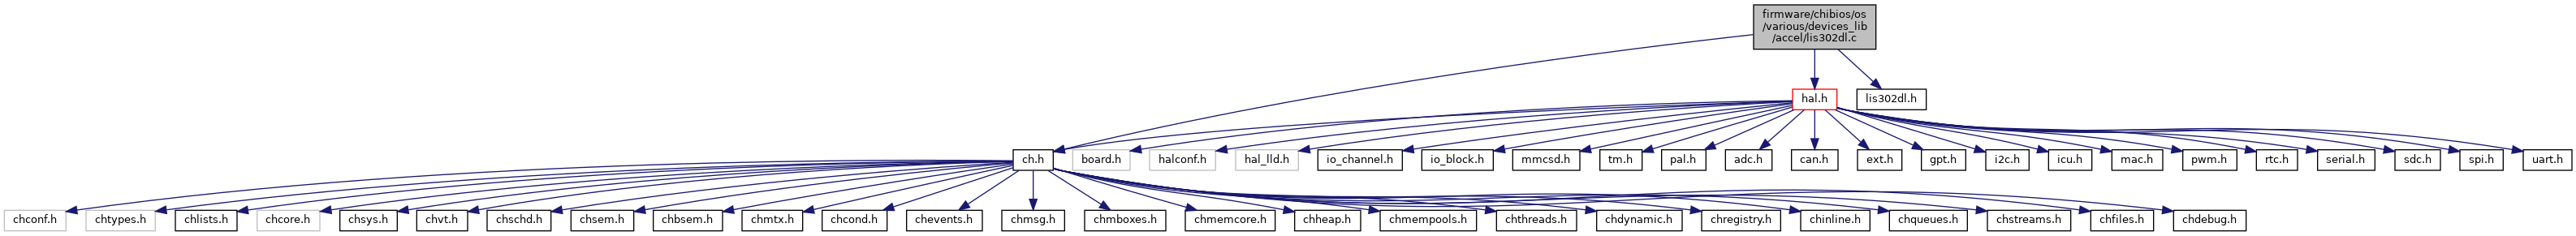 firmware/chibios/os
/various/devices_lib
/accel/lis302dl.c
hal.h
lis302dl.h
ch.h
board.h
halconf.h
hal_lld.h
io_channel.h
io_block.h
mmcsd.h
tm.h
pal.h
adc.h
can.h
ext.h
gpt.h
i2c.h
icu.h
mac.h
pwm.h
rtc.h
serial.h
sdc.h
spi.h
uart.h
chconf.h
chtypes.h
chlists.h
chcore.h
chsys.h
chvt.h
chschd.h
chsem.h
chbsem.h
chmtx.h
chcond.h
chevents.h
chmsg.h
chmboxes.h
chmemcore.h
chheap.h
chmempools.h
chthreads.h
chdynamic.h
chregistry.h
chinline.h
chqueues.h
chstreams.h
chfiles.h
chdebug.h